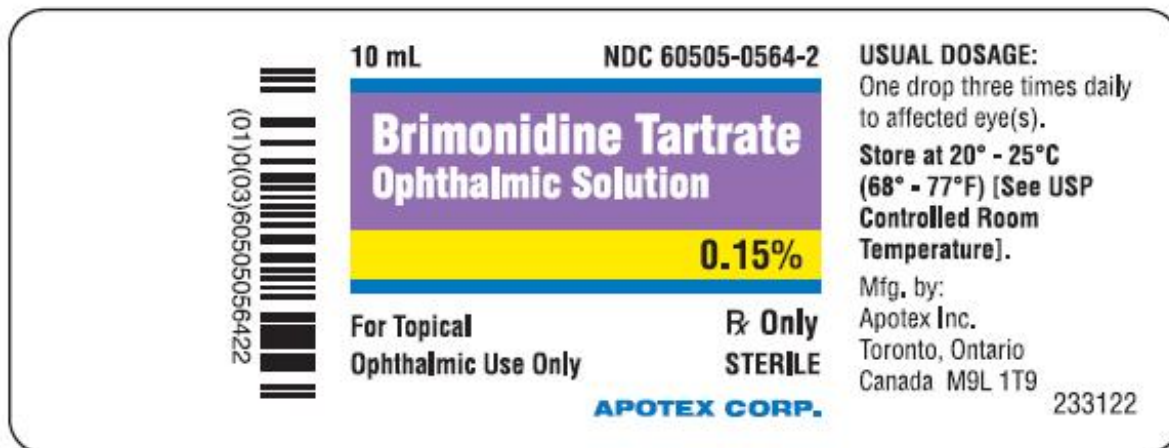 (01)0(03)60505056422
10 mL NDC 60505-0564-2
Brimonidine Tartrate
Ophthalmic Solution
0.15%
For Topical ℞ Only
Ophthalmic Use Only STERILE
APOTEX CORP.
USUAL DOSAGE:
One drop three times daily
to affected eye(s).
Store at 20° - 25°C
(68° - 77°F) [See USP
Controlled Room
Temperature].
Mfg. by:
Apotex Inc.
Toronto, Ontario
Canada M9L 1T9
233122